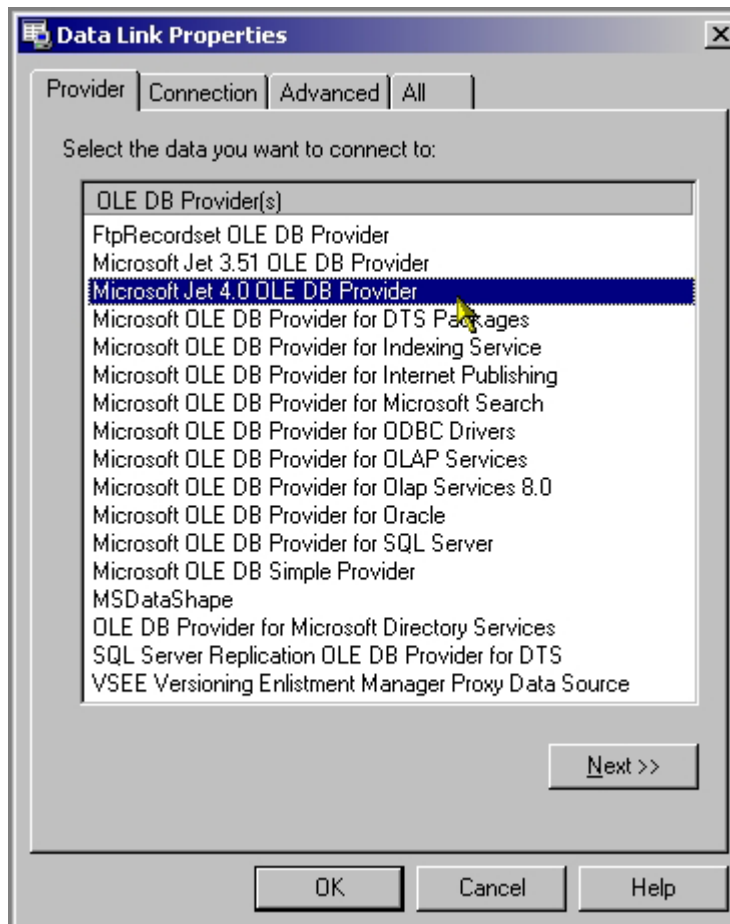 Data Link Properties
Provider Connection Advanced All
Select the data you want to connect to:
OLE DB Provider(s)
FtpRecordset OLE DB Provider
Microsoft Jet 3.51 OLE DB Provider
Microsoft Jet 4.0 OLE DB Provider
Microsoft OLE DB Provider for DTS Packages
Microsoft OLE DB Provider for Indexing Service
Microsoft OLE DB Provider for Internet Publishing
Microsoft OLE DB Provider for Microsoft Search
Microsoft OLE DB Provider for ODBC Drivers
Microsoft OLE DB Provider for OLAP Services
Microsoft OLE DB Provider for Olap Services 8.0
Microsoft OLE DB Provider for Oracle
Microsoft OLE DB Provider for SQL Server
Microsoft OLE DB Simple Provider
MSDataShape
OLE DB Provider for Microsoft Directory Services
SQL Server Replication OLE DB Provider for DTS
VSEE Versioning Enlistment Manager Proxy Data Source
Next >>
OK Cancel Help